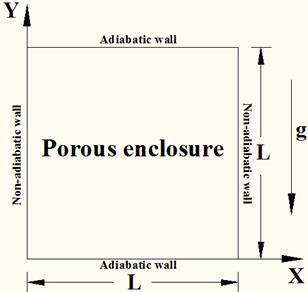 Y
Adiabatic wall
Non-adiabatic wall
Porous enclosure
Non-adiabatic wall
L
g
Adiabatic wall
X
L